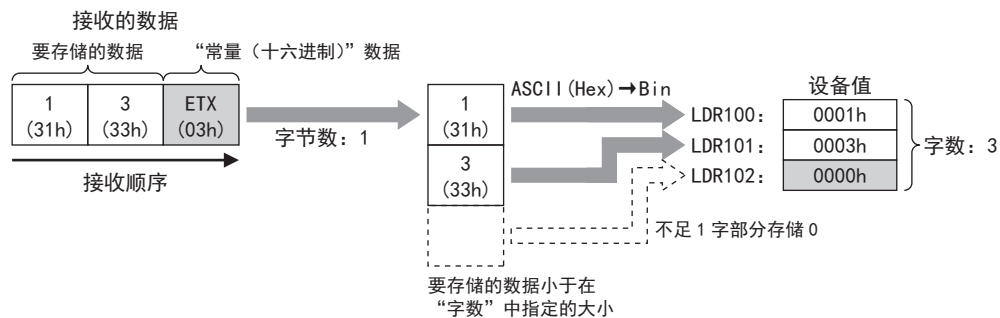 接收的数据
要存储的数据 “常量（十六进制）”数据
1 3 ETX
(31h) (33h) (03h)
字节数：1
接收顺序
1
(31h)
3
(33h)
要存储的数据小于在
“字数”中指定的大小
ASCII(Hex)→Bin
设备值
LDR100： 0001h
LDR101： 0003h
LDR102： 0000h
字数：3
不足1字部分存储0